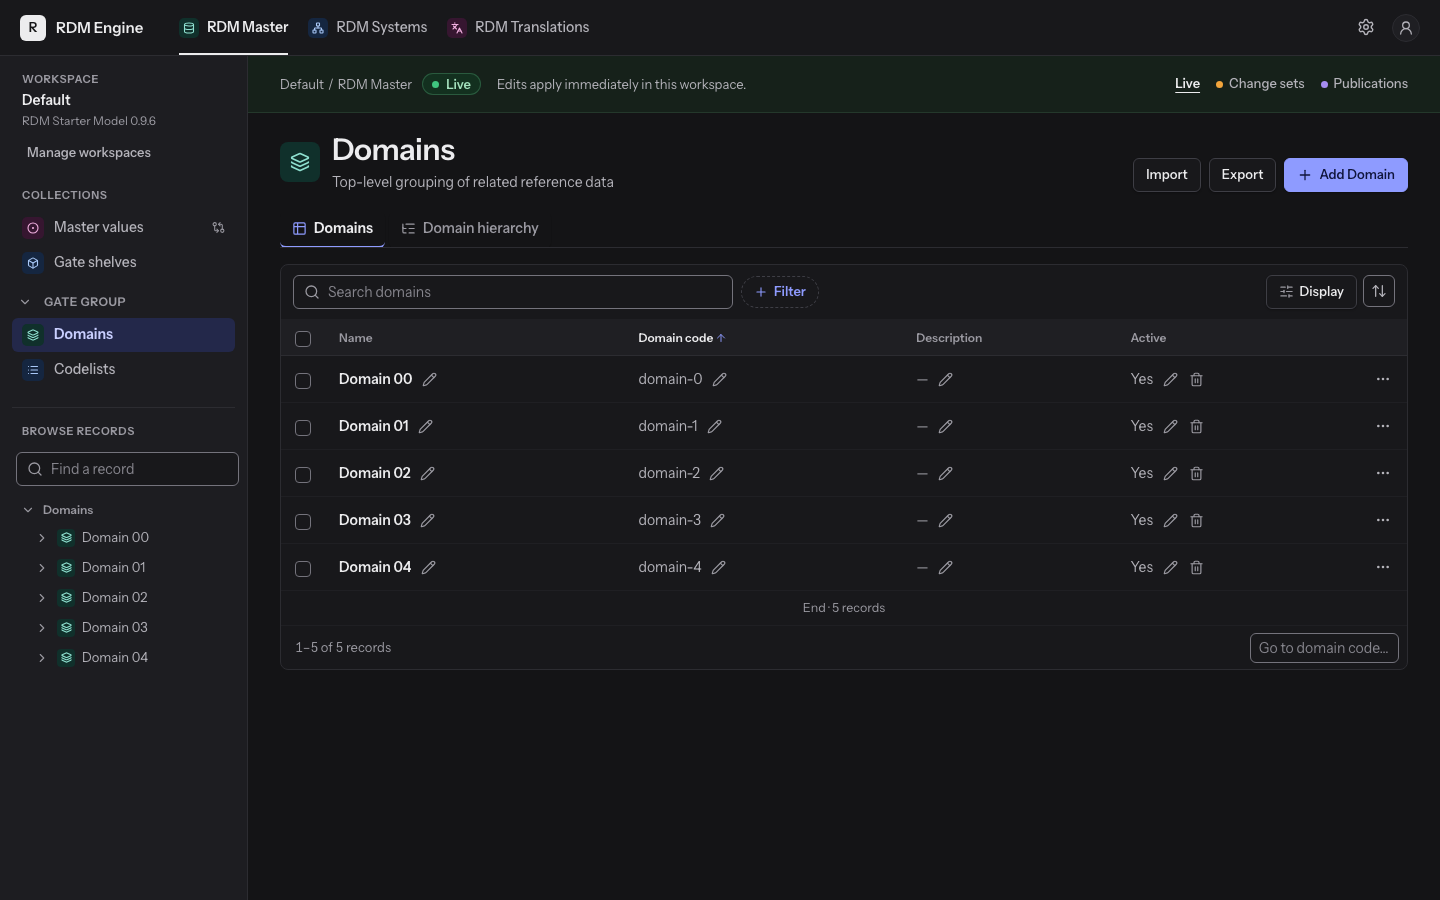 R RDM Engine RDM Master RDM Systems RDM Translations
WORKSPACE
Default
RDM Starter Model 0.9.6
Manage workspaces
COLLECTIONS
Master values
Gate shelves
GATE GROUP
Domains
Codelists
BROWSE RECORDS
Find a record
Domains
Domain 00
Domain 01
Domain 02
Domain 03
Domain 04
Default / RDM Master Live Edits apply immediately in this workspace. Live Change sets Publications
Domains
Top-level grouping of related reference data
Import Export + Add Domain
Domains Domain hierarchy
Search domains + Filter Display
Name Domain code ↑ Description Active
Domain 00 domain-0 — Yes ...
Domain 01 domain-1 — Yes ...
Domain 02 domain-2 — Yes ...
Domain 03 domain-3 — Yes ...
Domain 04 domain-4 — Yes ...
End · 5 records
1–5 of 5 records Go to domain code...